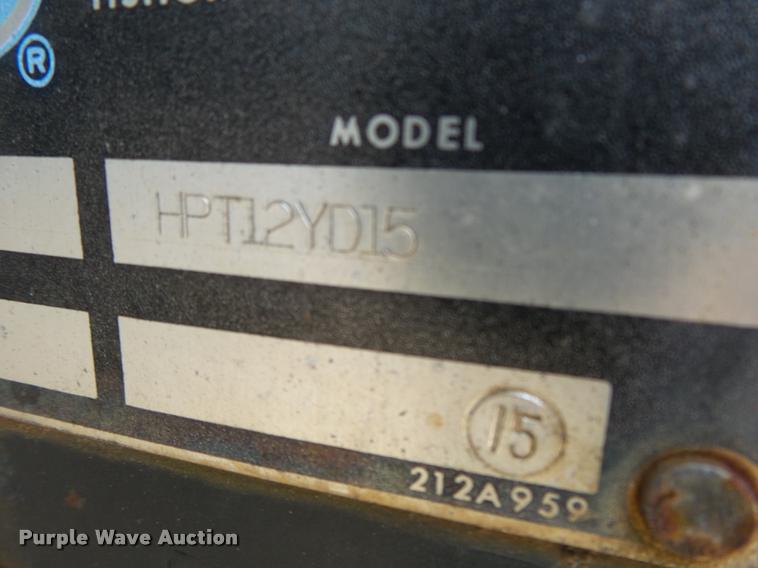 ®
MODEL
HPT12YD15
15
212A959
Purple Wave Auction